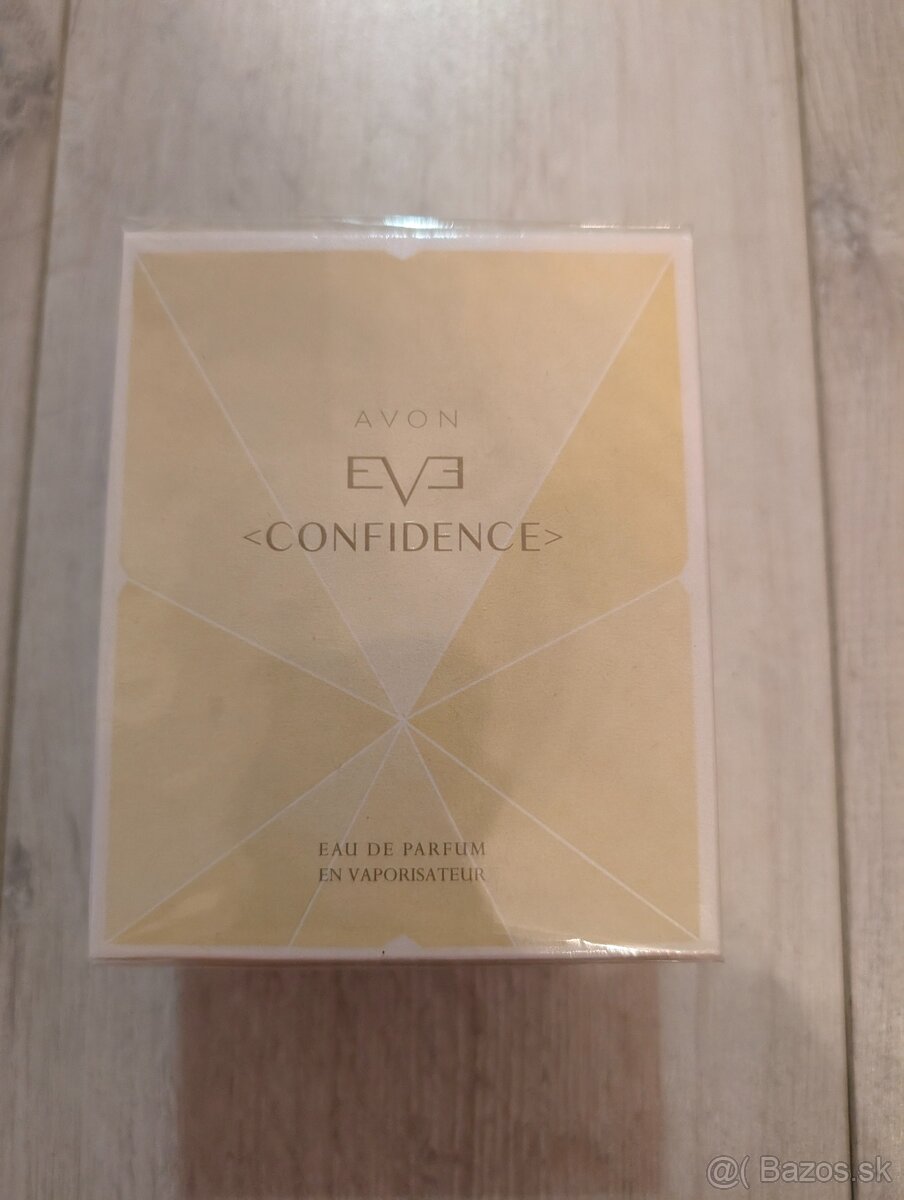 AVON
EVE
<CONFIDENCE>
EAU DE PARFUM
EN VAPORISATEUR
@( Bazos.sk